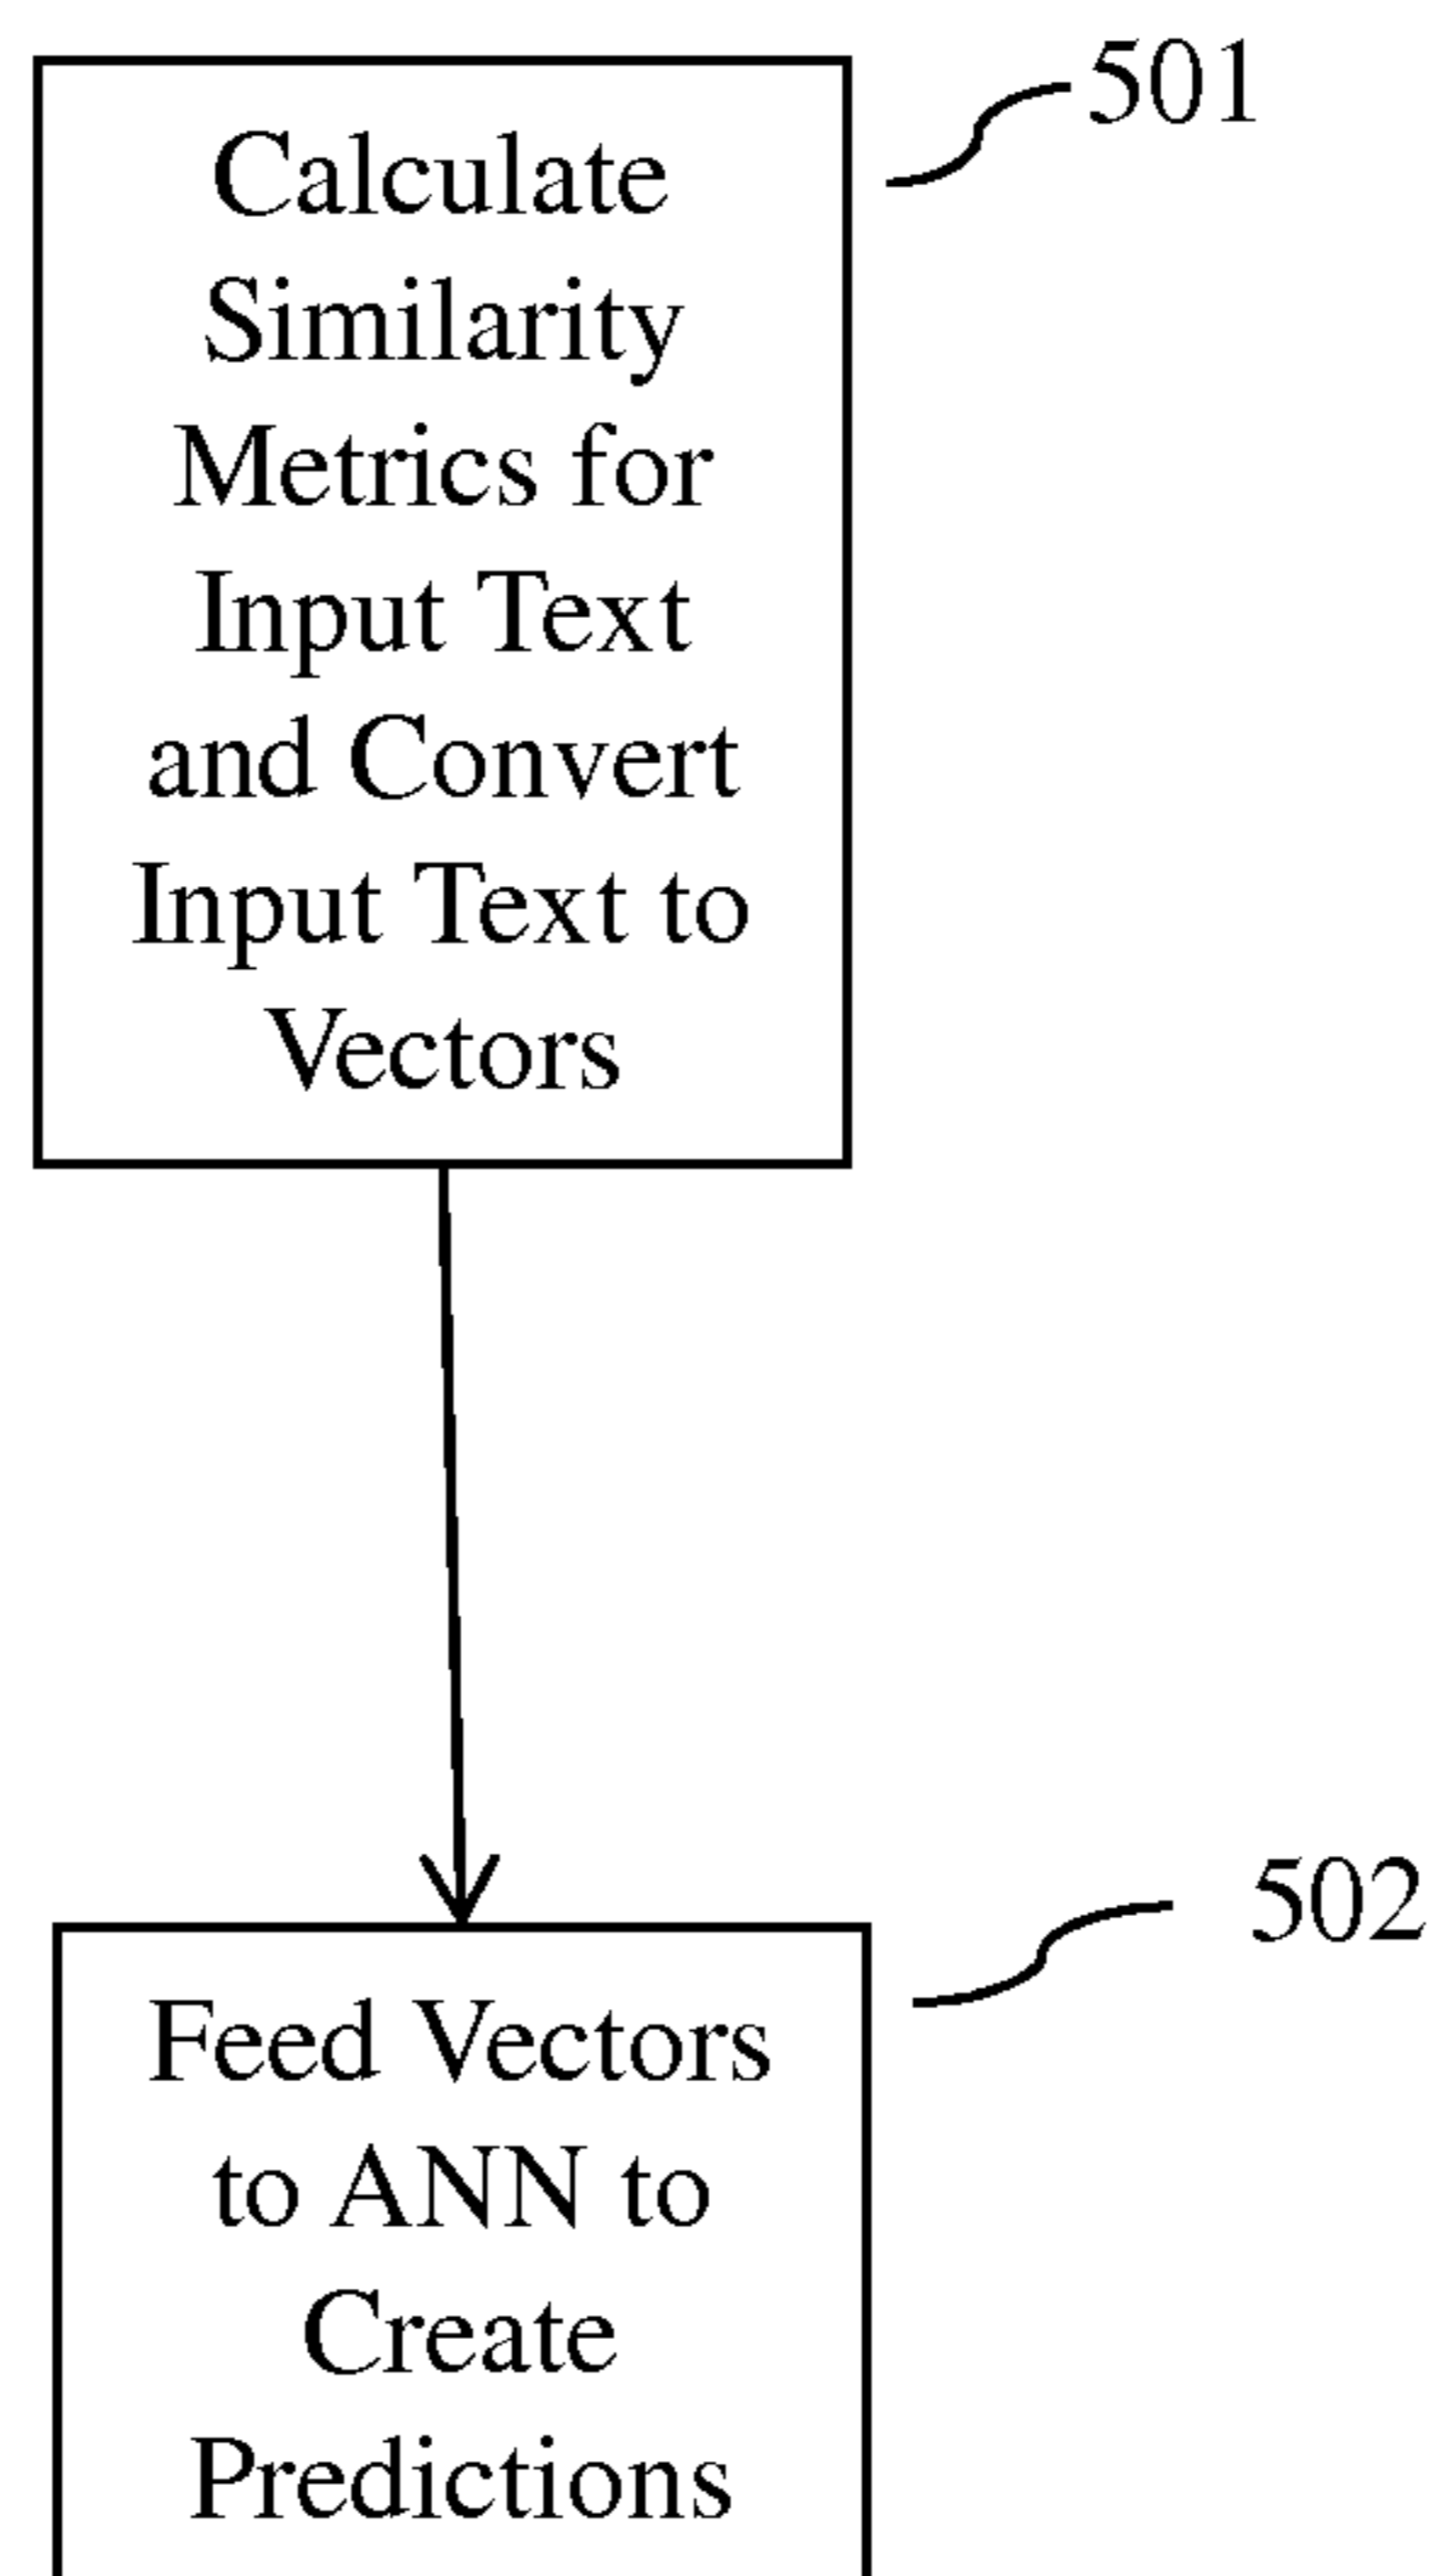 501
Calculate
Similarity
Metrics for
Input Text
and Convert
Input Text to
Vectors
502
Feed Vectors
to ANN to
Create
Predictions